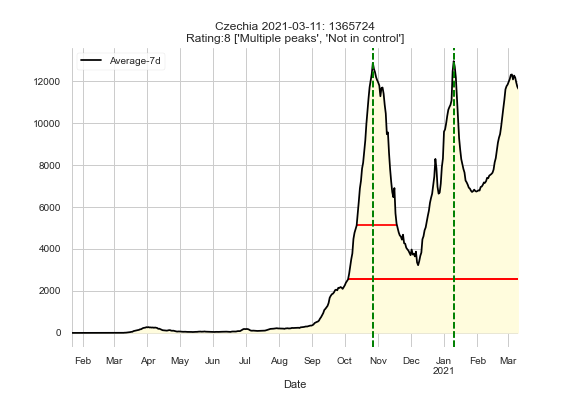 Czechia 2021-03-11: 1365724
Rating:8 ['Multiple peaks', 'Not in control']
Average-7d
12000
10000
8000
6000
4000
2000
0
Feb Mar Apr May Jun Jul Aug Sep Oct Nov Dec Jan Feb Mar
2021
Date